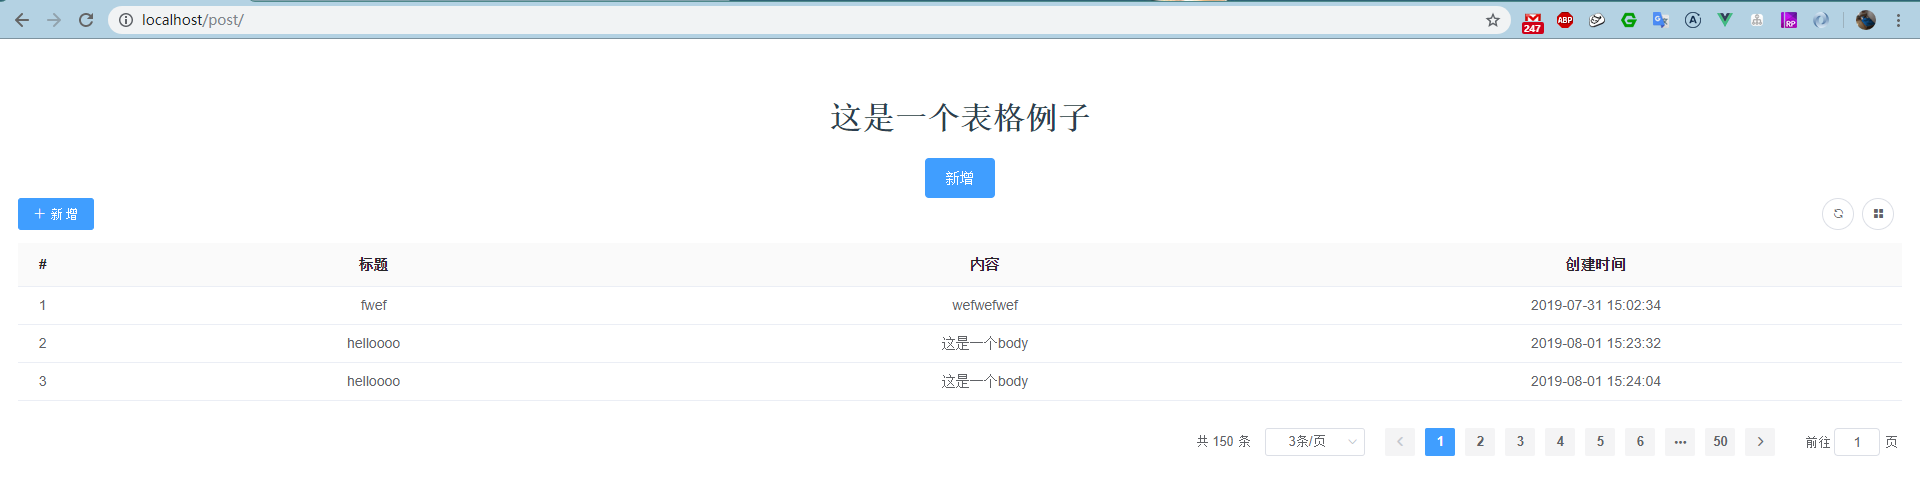 localhost/post/
247
ABP
RP
这是一个表格例子
新增
+ 新增
# 标题 内容 创建时间
1 fwef wefwefwef 2019-07-31 15:02:34
2 helloooo 这是一个body 2019-08-01 15:23:32
3 helloooo 这是一个body 2019-08-01 15:24:04
共 150 条 3条/页 1 2 3 4 5 6 ••• 50 前往 1 页